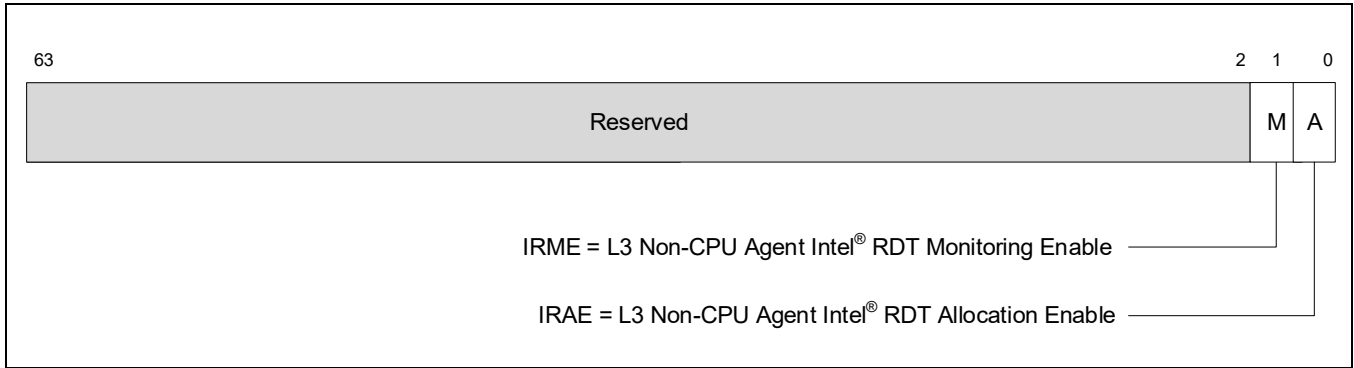 63 2 1 0
Reserved M A
IRME = L3 Non-CPU Agent Intel® RDT Monitoring Enable
IRAE = L3 Non-CPU Agent Intel® RDT Allocation Enable